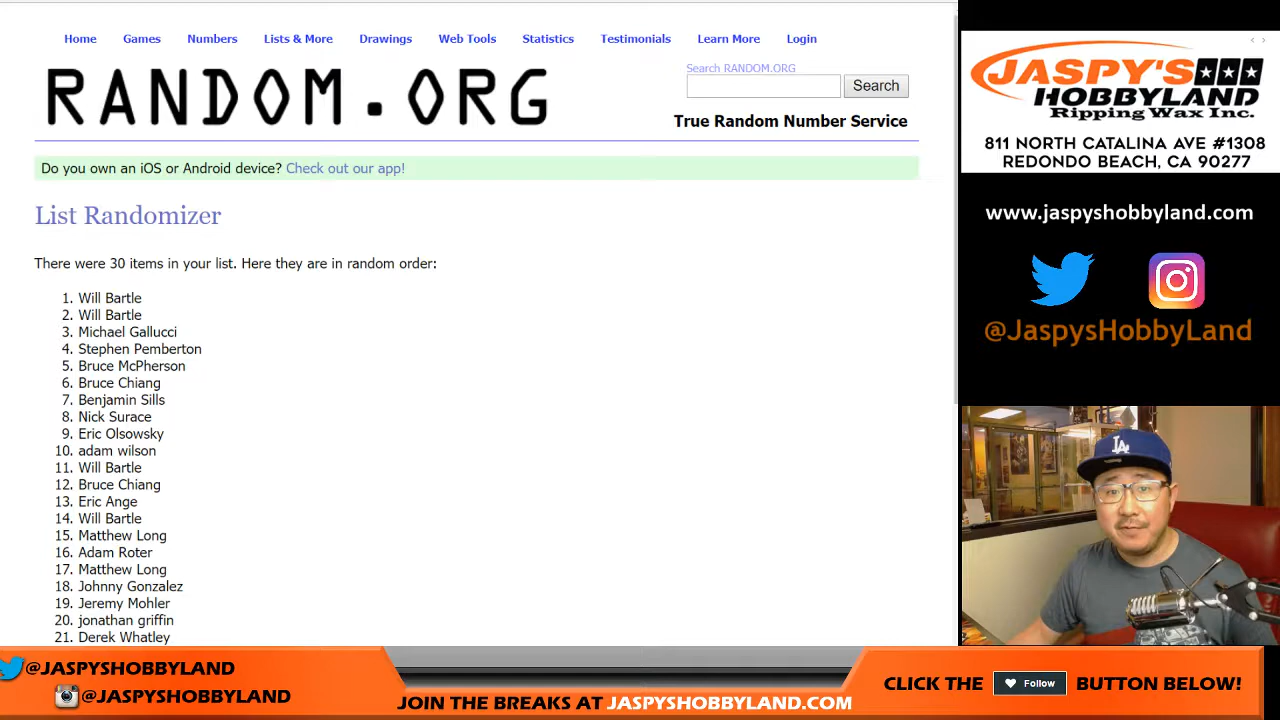 Home Games Numbers Lists & More Drawings Web Tools Statistics Testimonials Learn More Login
RANDOM.ORG
Search RANDOM.ORG
Search
True Random Number Service
Do you own an iOS or Android device? Check out our app!
List Randomizer
There were 30 items in your list. Here they are in random order:
1. Will Bartle
2. Will Bartle
3. Michael Gallucci
4. Stephen Pemberton
5. Bruce McPherson
6. Bruce Chiang
7. Benjamin Sills
8. Nick Surace
9. Eric Olsowsky
10. adam wilson
11. Will Bartle
12. Bruce Chiang
13. Eric Ange
14. Will Bartle
15. Matthew Long
16. Adam Roter
17. Matthew Long
18. Johnny Gonzalez
19. Jeremy Mohler
20. jonathan griffin
21. Derek Whatley
JASPY'S
HOBBYLAND
Ripping Wax Inc.
811 NORTH CATALINA AVE #1308
REDONDO BEACH, CA 90277
www.jaspyshobbyland.com
@JaspysHobbyLand
LA
@JASPYSHOBBYLAND
@JASPYSHOBBYLAND
JOIN THE BREAKS AT JASPYSHOBBYLAND.COM
CLICK THE Follow BUTTON BELOW!